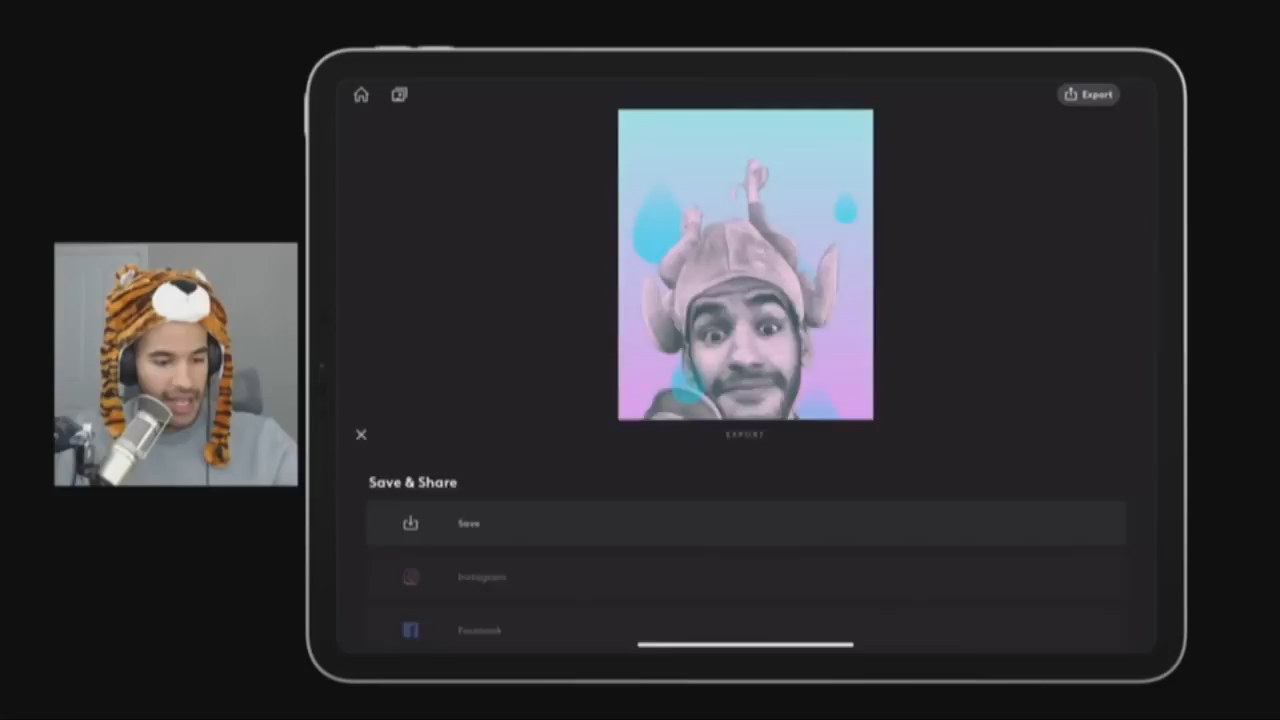 Export
EXPORT
Save & Share
Save
Instagram
Facebook